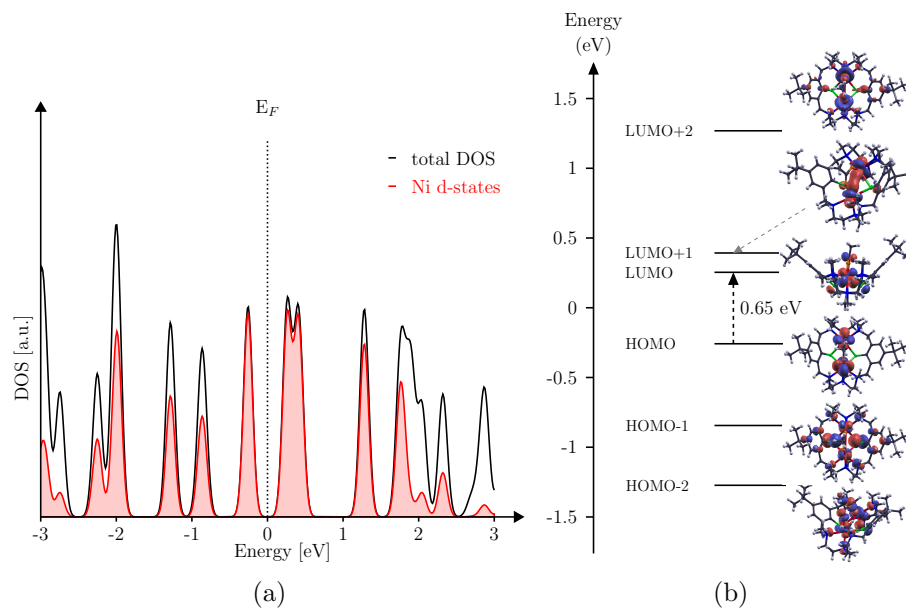 E_F
total DOS
Ni d-states
DOS [a.u.]
-3
-2
-1
0
1
2
3
Energy [eV]
(a)
Energy
(eV)
1.5
1
0.5
0
-0.5
-1
-1.5
LUMO+2
LUMO+1
LUMO
0.65 eV
HOMO
HOMO-1
HOMO-2
(b)